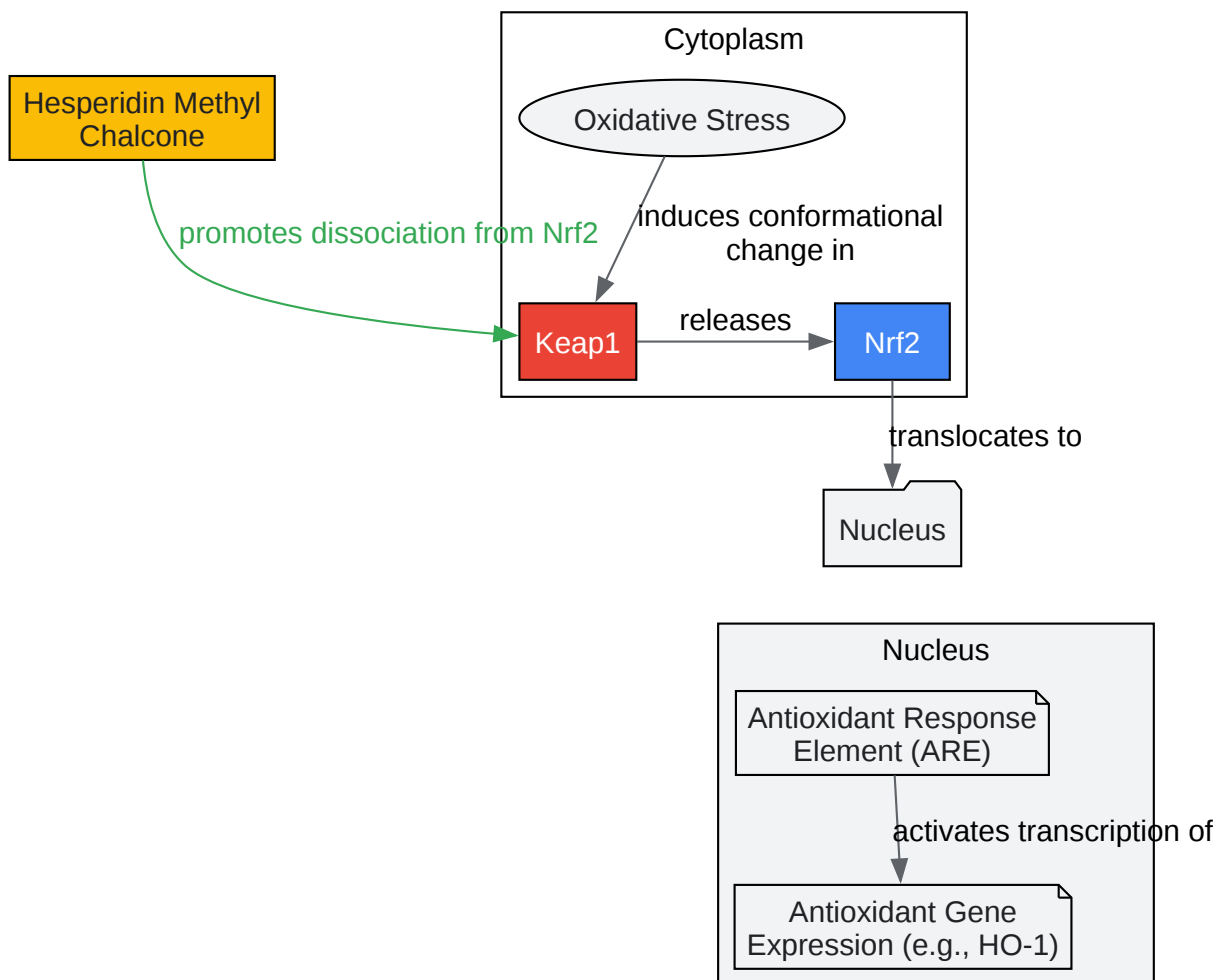 Cytoplasm
Hesperidin Methyl
Chalcone
Oxidative Stress
promotes dissociation from Nrf2
induces conformational
change in
Keap1
releases
Nrf2
translocates to
Nucleus
Nucleus
Antioxidant Response
Element (ARE)
activates transcription of
Antioxidant Gene
Expression (e.g., HO-1)